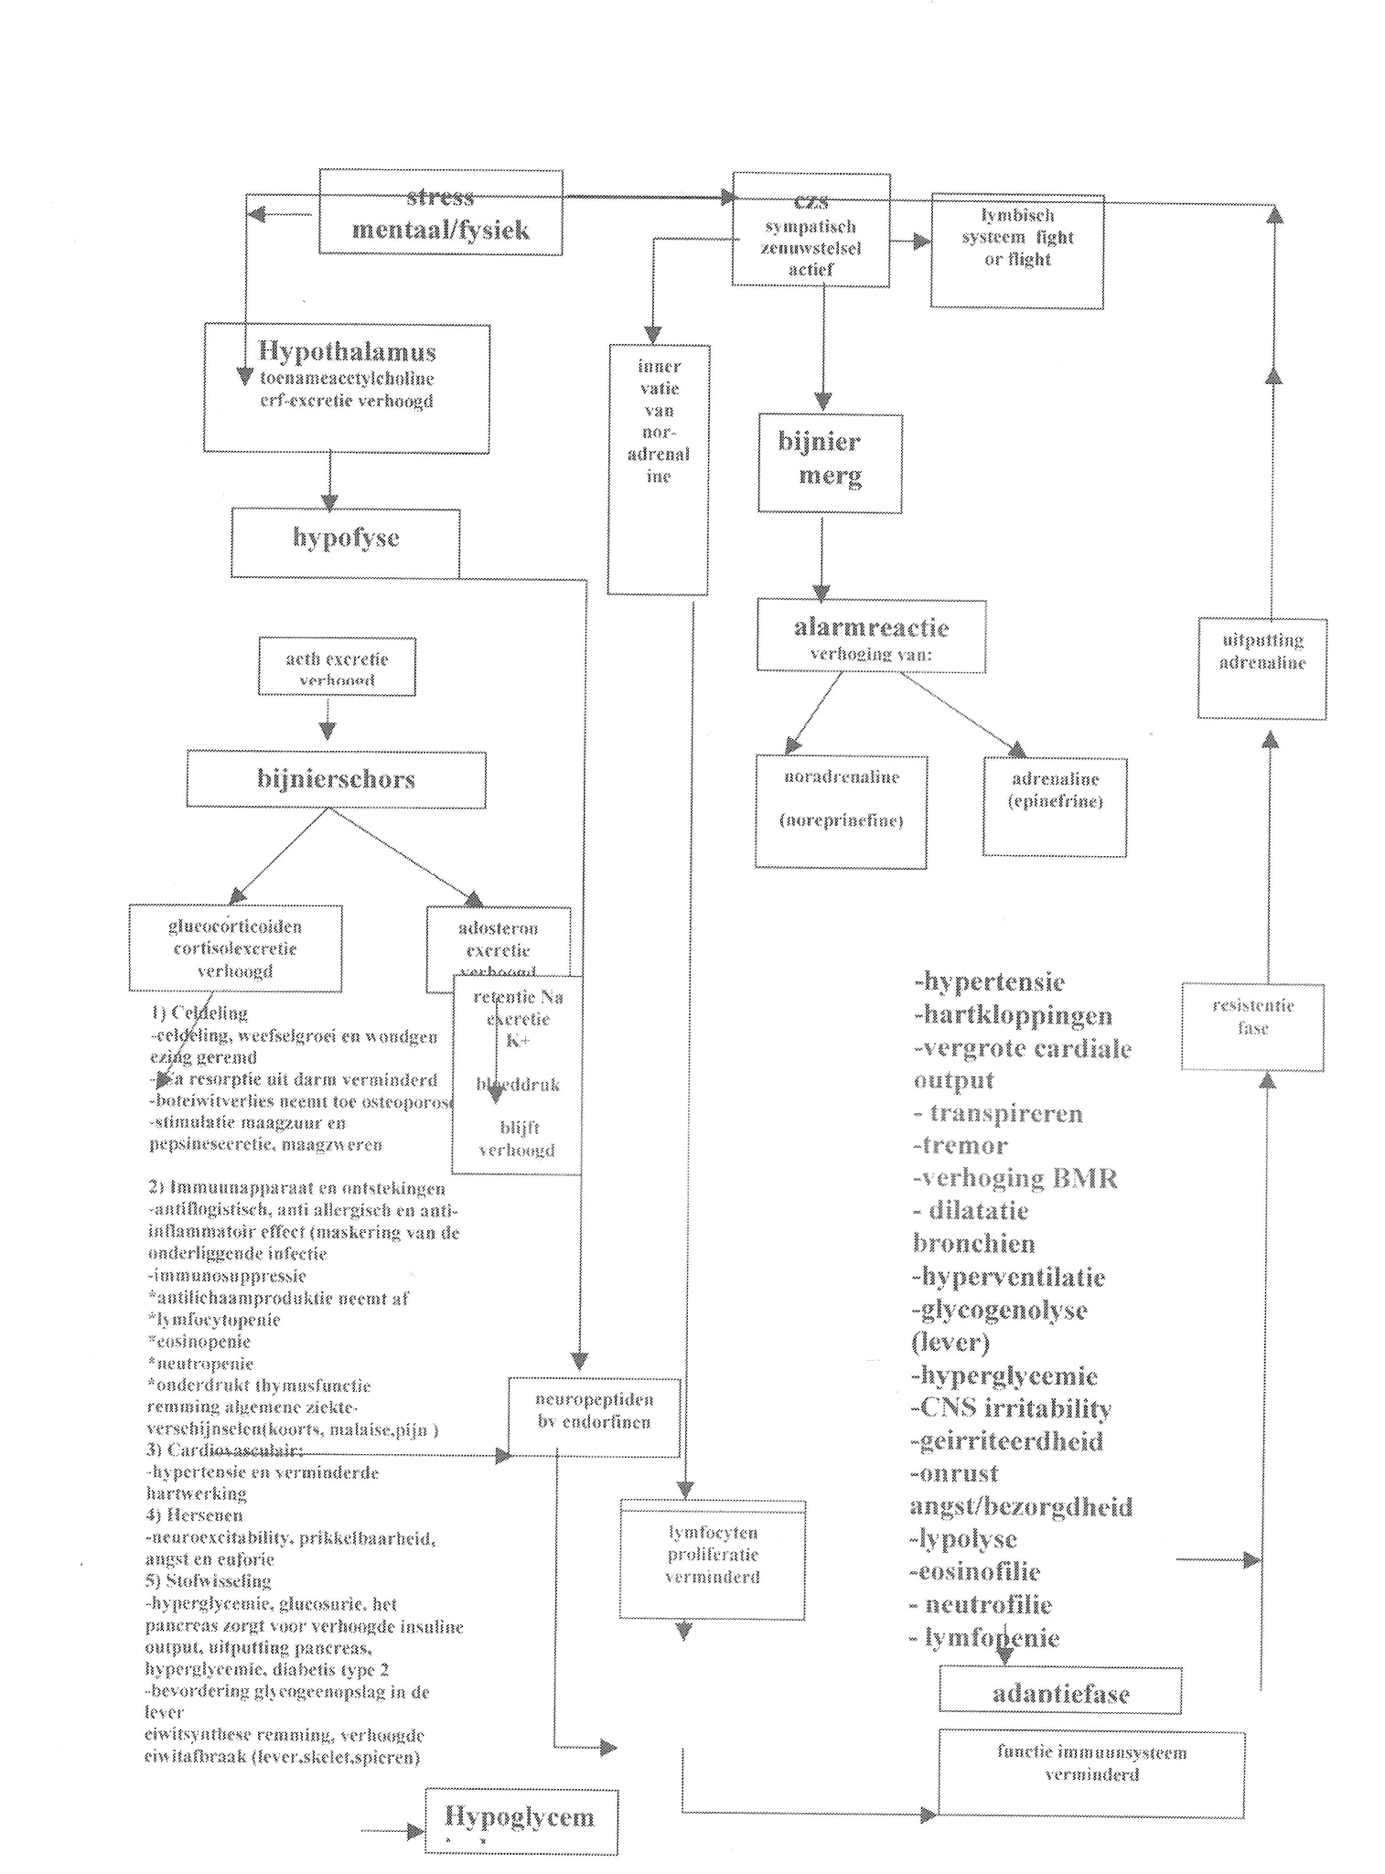 stress
mentaal/fysiek
czs
sympatisch
zenuwstelsel
actief
lymbisch
systeem fight
or flight
Hypothalamus
toenameacetylcholine
crf-excretie verhoogd
inner
vatie
van
nor-
adrenal
ine
bijnier
merg
hypofyse
alarmreactie
verhoging van:
uitputting
adrenaline
acth excretie
verhoogd
bijnierschors
noradrenaline
(noreprinefine)
adrenaline
(epinefrine)
glucocorticoiden
cortisolexcretie
verhoogd
adosteron
excretie
verhoogd
retentie Na
excretie
K+
bloeddruk
blijft
verhoogd
resistentie
fase
1) Celdeling
-celdeling, weefselgroei en wondgen
ezing geremd
-Ca resorptie uit darm verminderd
-boteiwitverlies neemt toe osteoporose
-stimulatie maagzuur en
pepsinesecretie, maagzweren
2) Immuunapparaat en ontstekingen
-antiflogistisch, anti allergisch en anti-
inflammatoir effect (maskering van de
onderliggende infectie
-immunosuppressie
*antilichaamproduktie neemt af
*lymfocytopenie
*eosinopenie
*neutropenie
*onderdrukt thymusfunctie
remming algemene ziekte-
verschijnselen(koorts, malaise,pijn )
3) Cardiovasculair:
-hypertensie en verminderde
hartwerking
4) Hersenen
-neuroexcitability, prikkelbaarheid,
angst en euforie
5) Stofwisseling
-hyperglycemie, glucosurie, het
pancreas zorgt voor verhoogde insuline
output, uitputting pancreas,
hyperglycemie, diabetis type 2
-bevordering glycogeenopslag in de
lever
eiwitsynthese remming, verhoogde
eiwitafbraak (lever,skelet,spieren)
neuropeptiden
bv endorfinen
lymfocyten
proliferatie
verminderd
-hypertensie
-hartkloppingen
-vergrote cardiale
output
- transpireren
-tremor
-verhoging BMR
- dilatatie
bronchien
-hyperventilatie
-glycogenolyse
(lever)
-hyperglycemie
-CNS irritability
-geirriteerdheid
-onrust
angst/bezorgdheid
-lypolyse
-eosinofilie
- neutrofilie
- lymfopenie
adaptiefase
functie immuunsysteem
verminderd
Hypoglycem